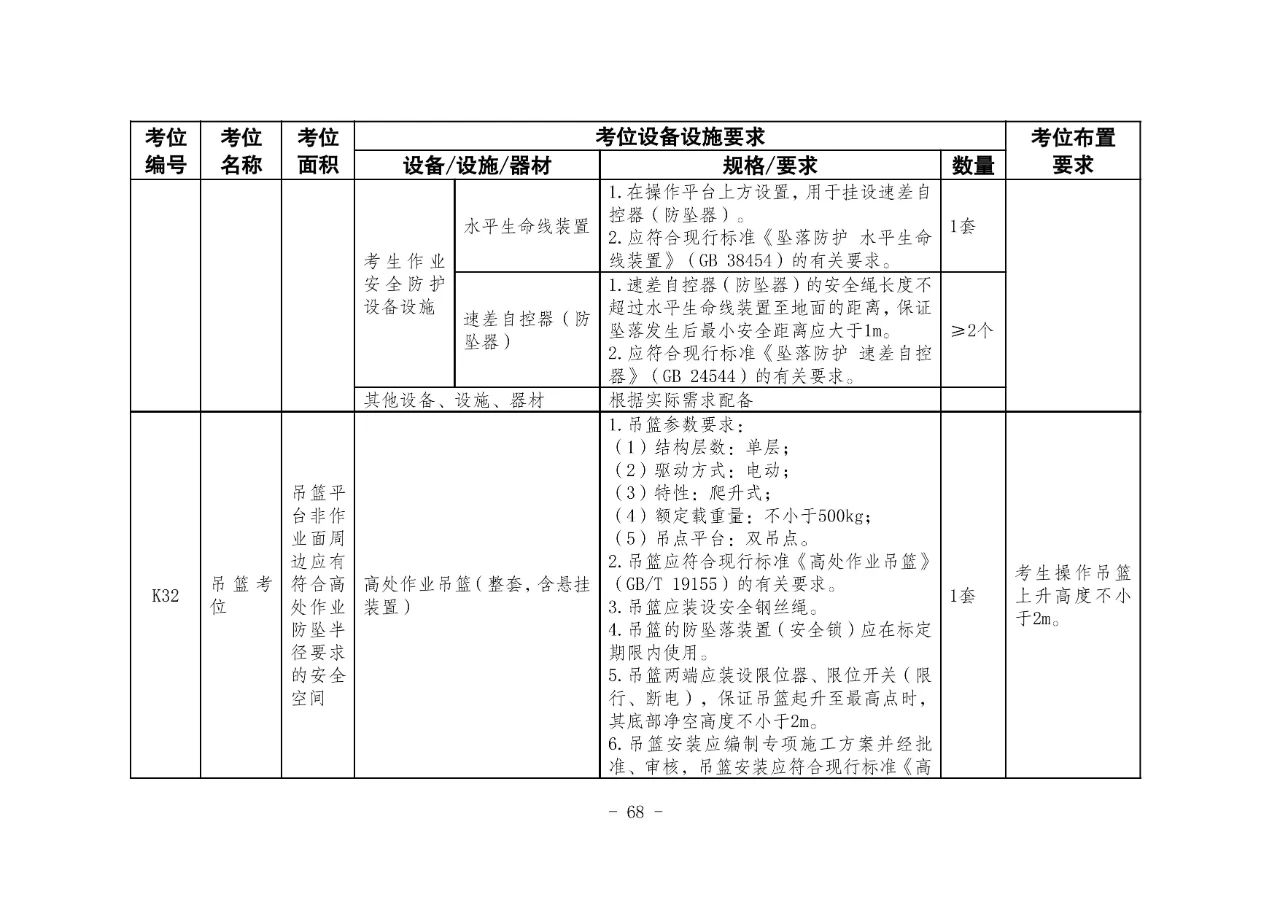 考位编号
考位名称
考位面积
考位设备设施要求
设备/设施/器材
规格/要求
数量
考位布置要求
考生作业
安全防护
设备设施
水平生命线装置
1.在操作平台上方设置，用于挂设速差自
控器（防坠器）。
2.应符合现行标准《坠落防护 水平生命
线装置》（GB 38454）的有关要求。
1套
速差自控器（防
坠器）
1.速差自控器（防坠器）的安全绳长度不
超过水平生命线装置至地面的距离，保证
坠落发生后最小安全距离应大于1m。
2.应符合现行标准《坠落防护 速差自控
器》（GB 24544）的有关要求。
≥2个
其他设备、设施、器材
根据实际需求配备
K32
吊篮考
位
吊篮平
台非作
业面周
边应有
符合高
处作业
防坠半
径要求
的安全
空间
高处作业吊篮（整套，含悬挂
装置）
1.吊篮参数要求：
（1）结构层数：单层；
（2）驱动方式：电动；
（3）特性：爬升式；
（4）额定载重量：不小于500kg；
（5）吊点平台：双吊点。
2.吊篮应符合现行标准《高处作业吊篮》
（GB/T 19155）的有关要求。
3.吊篮应装设安全钢丝绳。
4.吊篮的防坠落装置（安全锁）应在标定
期限内使用。
5.吊篮两端应装设限位器、限位开关（限
行、断电），保证吊篮起升至最高点时，
其底部净空高度不小于2m。
6.吊篮安装应编制专项施工方案并经批
准、审核，吊篮安装应符合现行标准《高
1套
考生操作吊篮
上升高度不小
于2m。
- 68 -